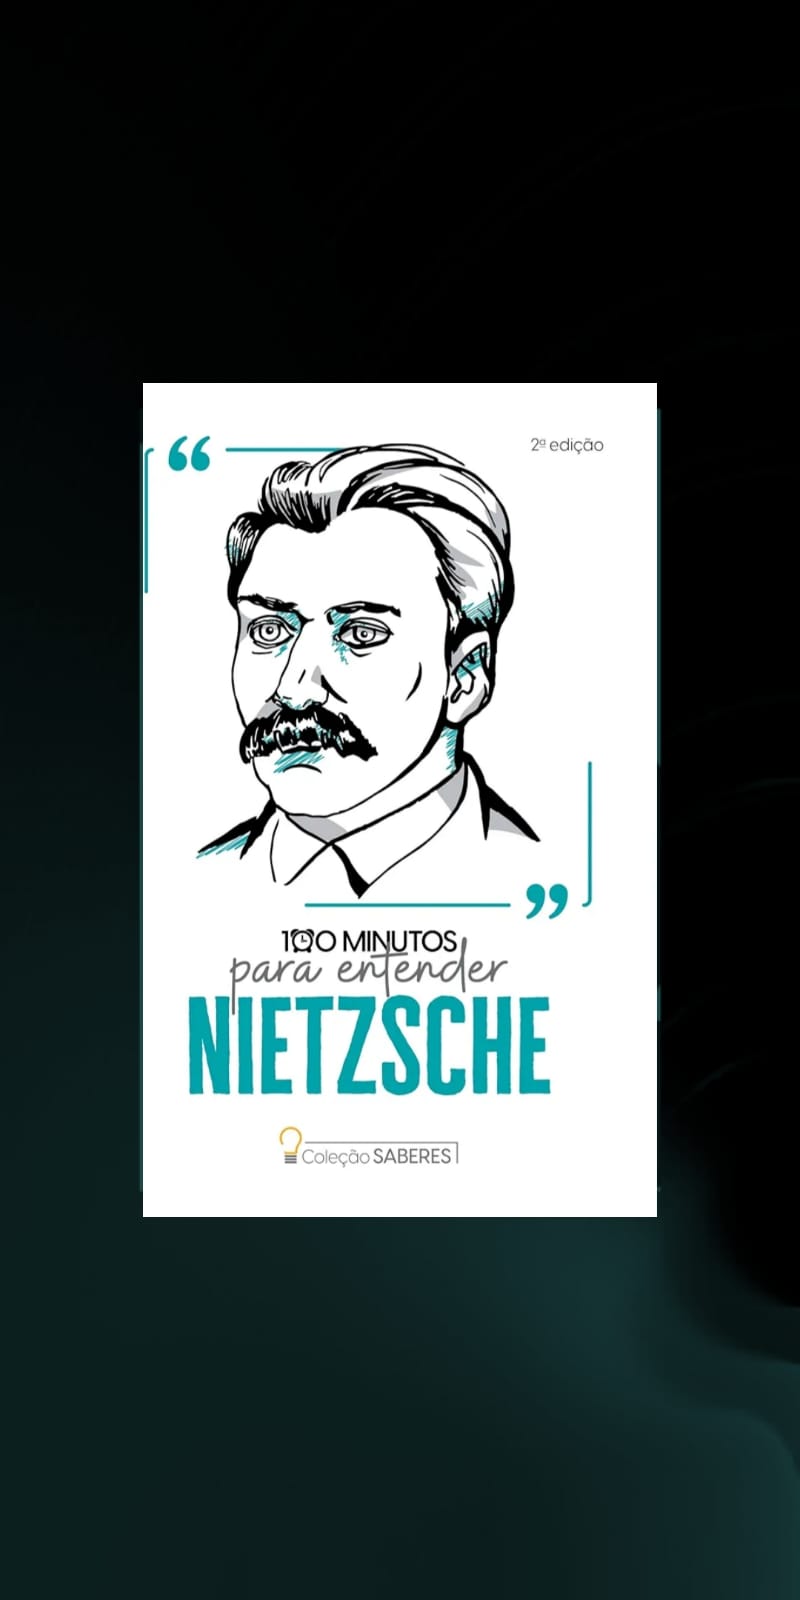 2ª edição
“
”
100 MINUTOS
para entender
NIETZSCHE
Coleção SABERES